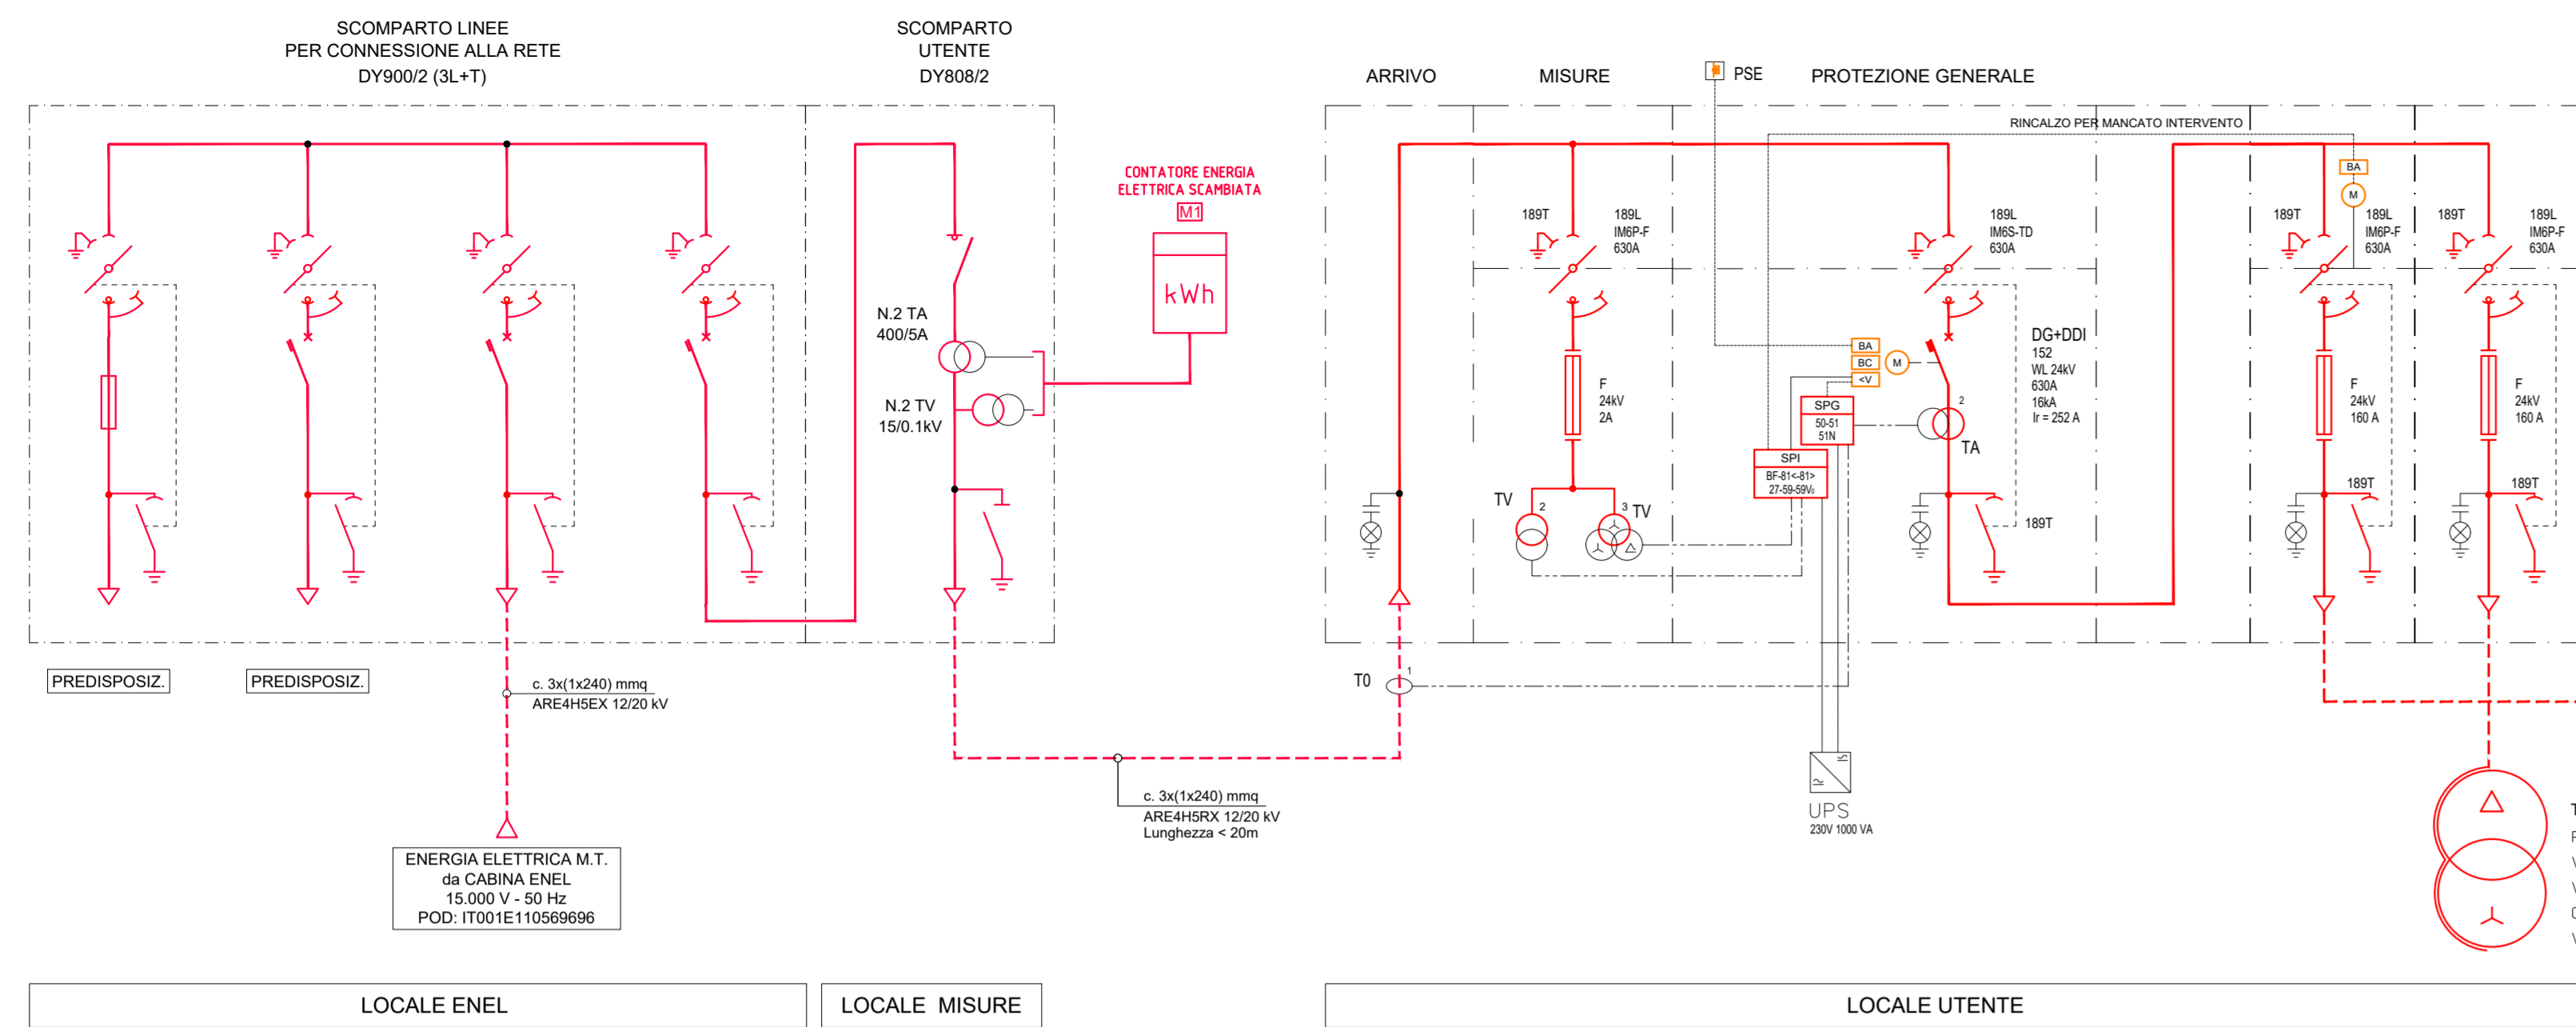 SCOMPARTO LINEE
PER CONNESSIONE ALLA RETE
DY900/2 (3L+T)
SCOMPARTO
UTENTE
DY808/2
ARRIVO
MISURE
PSE
PROTEZIONE GENERALE
RINCALZO PER MANCATO INTERVENTO
CONTATORE ENERGIA
ELETTRICA SCAMBIATA
M1
kWh
N.2 TA
400/5A
N.2 TV
15/0.1kV
189T
189L
IM6P-F
630A
F
24kV
2A
TV
2
3
TV
BA
BC
<V
M
SPG
50-51
51N
SPI
BF-81<-81>
27-59-59V0
189L
IM6S-TD
630A
DG+DDI
152
WL 24kV
630A
16kA
Ir = 252 A
2
TA
189T
BA
M
189T
189L
IM6P-F
630A
F
24kV
160 A
189T
189T
189L
IM6P-F
630A
F
24kV
160 A
189T
PREDISPOSIZ.
PREDISPOSIZ.
c. 3x(1x240) mmq
ARE4H5EX 12/20 kV
T0
1
c. 3x(1x240) mmq
ARE4H5RX 12/20 kV
Lunghezza < 20m
UPS
230V 1000 VA
ENERGIA ELETTRICA M.T.
da CABINA ENEL
15.000 V - 50 Hz
POD: IT001E110569696
LOCALE ENEL
LOCALE MISURE
LOCALE UTENTE